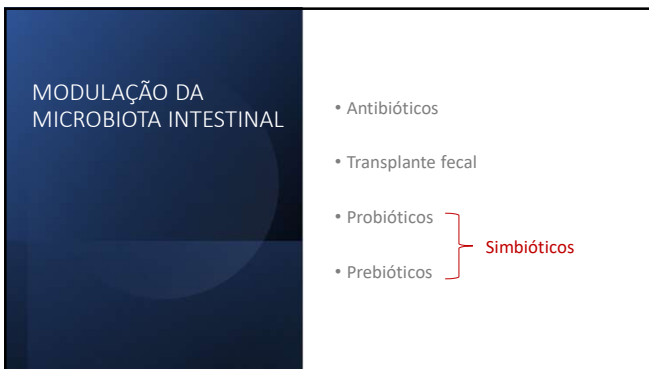 MODULAÇÃO DA
MICROBIOTA INTESTINAL
• Antibióticos
• Transplante fecal
• Probióticos
Simbióticos
• Prebióticos